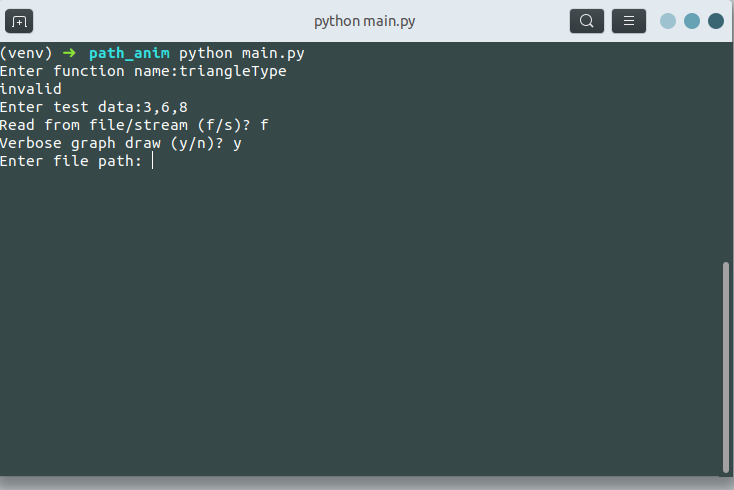 python main.py
(venv) → path_anim python main.py
Enter function name:triangleType
invalid
Enter test data:3,6,8
Read from file/stream (f/s)? f
Verbose graph draw (y/n)? y
Enter file path: